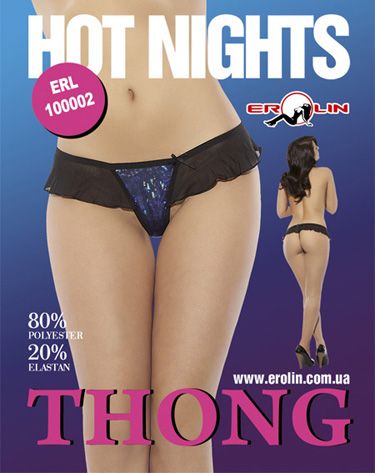 HOT NIGHTS
ERL
100002
EROLIN
80%
POLYESTER
20%
ELASTAN
www.erolin.com.ua
THONG